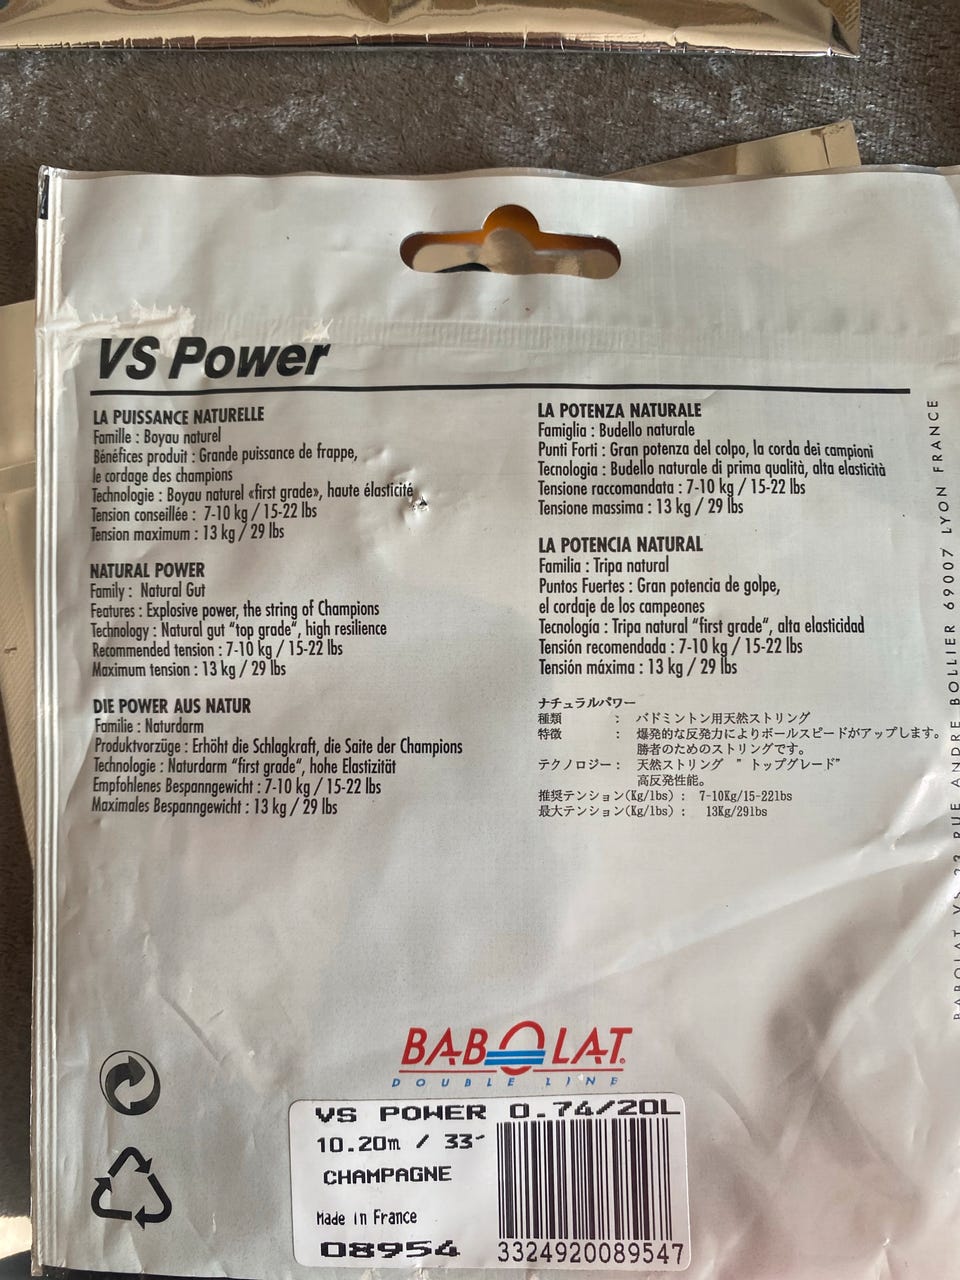 VS Power
LA PUISSANCE NATURELLE
Famille : Boyau naturel
Bénéfices produit : Grande puissance de frappe,
le cordage des champions
Technologie : Boyau naturel «first grade», haute élasticité
Tension conseillée : 7-10 kg / 15-22 lbs
Tension maximum : 13 kg / 29 lbs
NATURAL POWER
Family : Natural Gut
Features : Explosive power, the string of Champions
Technology : Natural gut “top grade“, high resilience
Recommended tension : 7-10 kg / 15-22 lbs
Maximum tension : 13 kg / 29 lbs
DIE POWER AUS NATUR
Familie : Naturdarm
Produktvorzüge : Erhöht die Schlagkraft, die Saite der Champions
Technologie : Naturdarm “first grade“, hohe Elastizität
Empfohlenes Bespanngewicht : 7-10 kg / 15-22 lbs
Maximales Bespanngewicht : 13 kg / 29 lbs
LA POTENZA NATURALE
Famiglia : Budello naturale
Punti Forti : Gran potenza del colpo, la corda dei campioni
Tecnologia : Budello naturale di prima qualità, alta elasticità
Tensione raccomandata : 7-10 kg / 15-22 lbs
Tensione massima : 13 kg / 29 lbs
LA POTENCIA NATURAL
Familia : Tripa natural
Puntos Fuertes : Gran potencia de golpe,
el cordaje de los campeones
Tecnología : Tripa natural “first grade“, alta elasticidad
Tensión recomendada : 7-10 kg / 15-22 lbs
Tensión máxima : 13 kg / 29 lbs
ナチュラルパワー
種類 : バドミントン用天然ストリング
特徴 : 爆発的な反発力によりボールスピードがアップします。
勝者のためのストリングです。
テクノロジー : 天然ストリング ”トップグレード”
高反発性能。
推奨テンション(Kg/lbs) : 7-10Kg/15-22lbs
最大テンション(Kg/lbs) : 13Kg/29lbs
BABOLAT VS 33 RUE ANDRE BOLLIER 69007 LYON FRANCE
BABOLAT
DOUBLE LINE
VS POWER 0.74/20L
10.20m / 33'
CHAMPAGNE
Made in France
08954
3324920089547